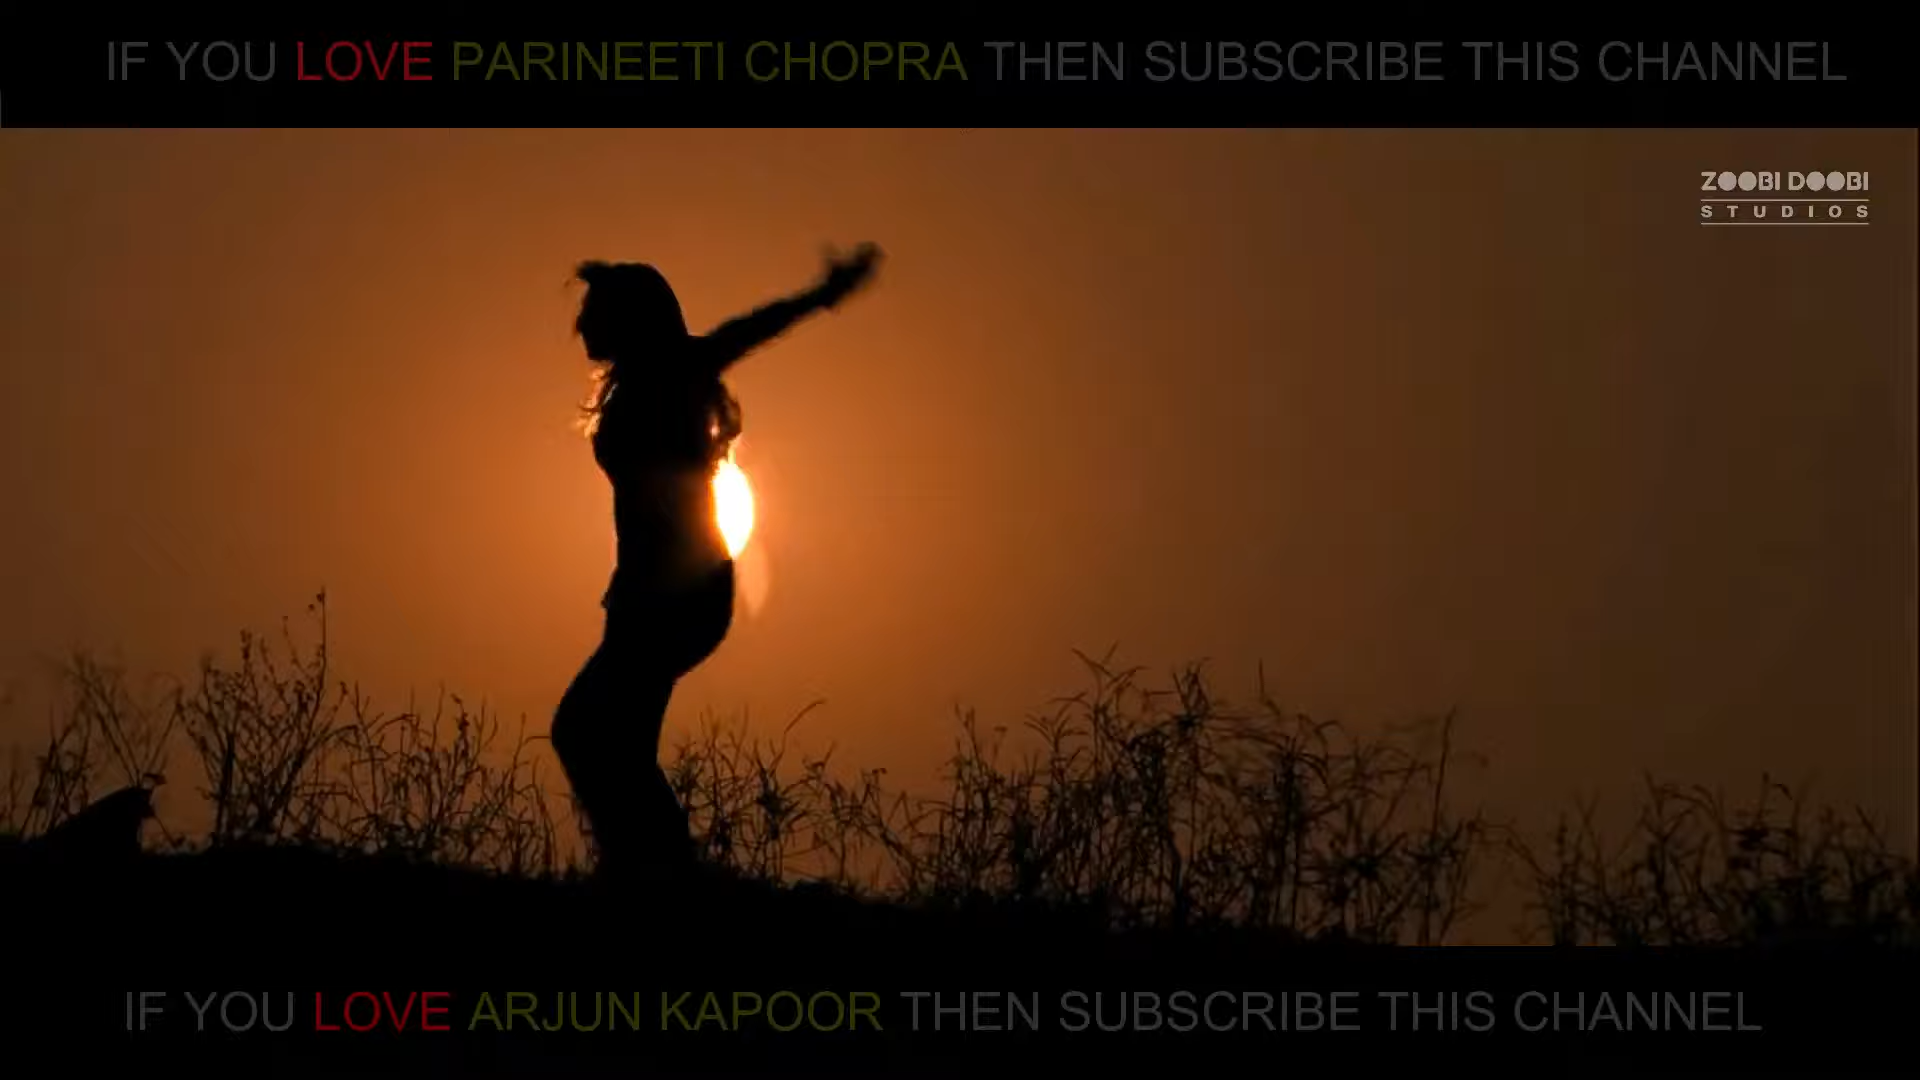 IF YOU LOVE PARINEETI CHOPRA THEN SUBSCRIBE THIS CHANNEL
ZOOBI DOOBI
STUDIOS
IF YOU LOVE ARJUN KAPOOR THEN SUBSCRIBE THIS CHANNEL